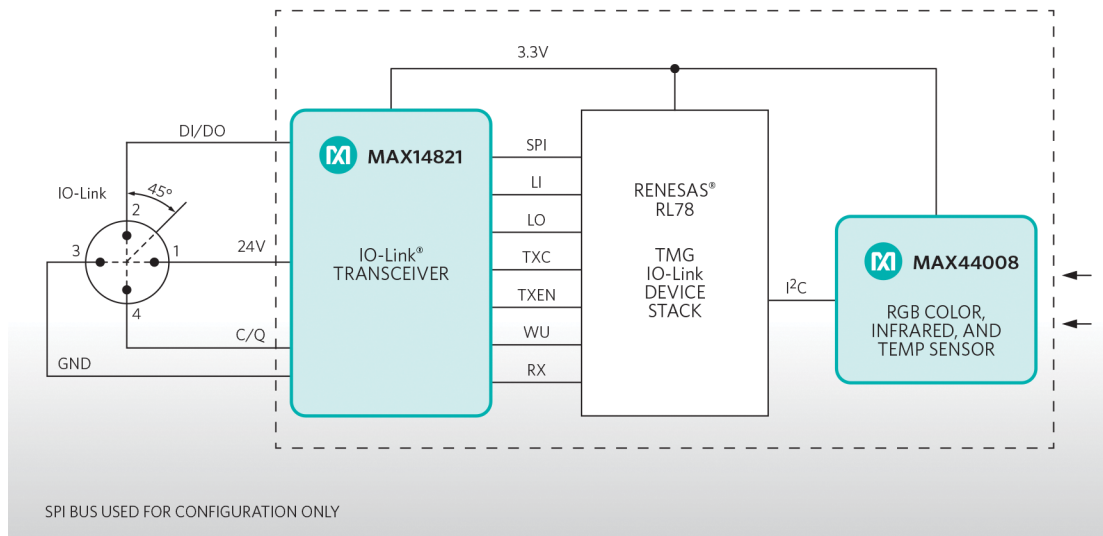 3.3V
DI/DO
MAX14821
SPI
IO-Link
45°
2
LI
RENESAS®
RL78
LO
3
1
24V
IO-Link®
TRANSCEIVER
TXC
TMG
IO-Link
DEVICE
STACK
MAX44008
I²C
TXEN
4
RGB COLOR,
INFRARED, AND
TEMP SENSOR
C/Q
WU
GND
RX
SPI BUS USED FOR CONFIGURATION ONLY